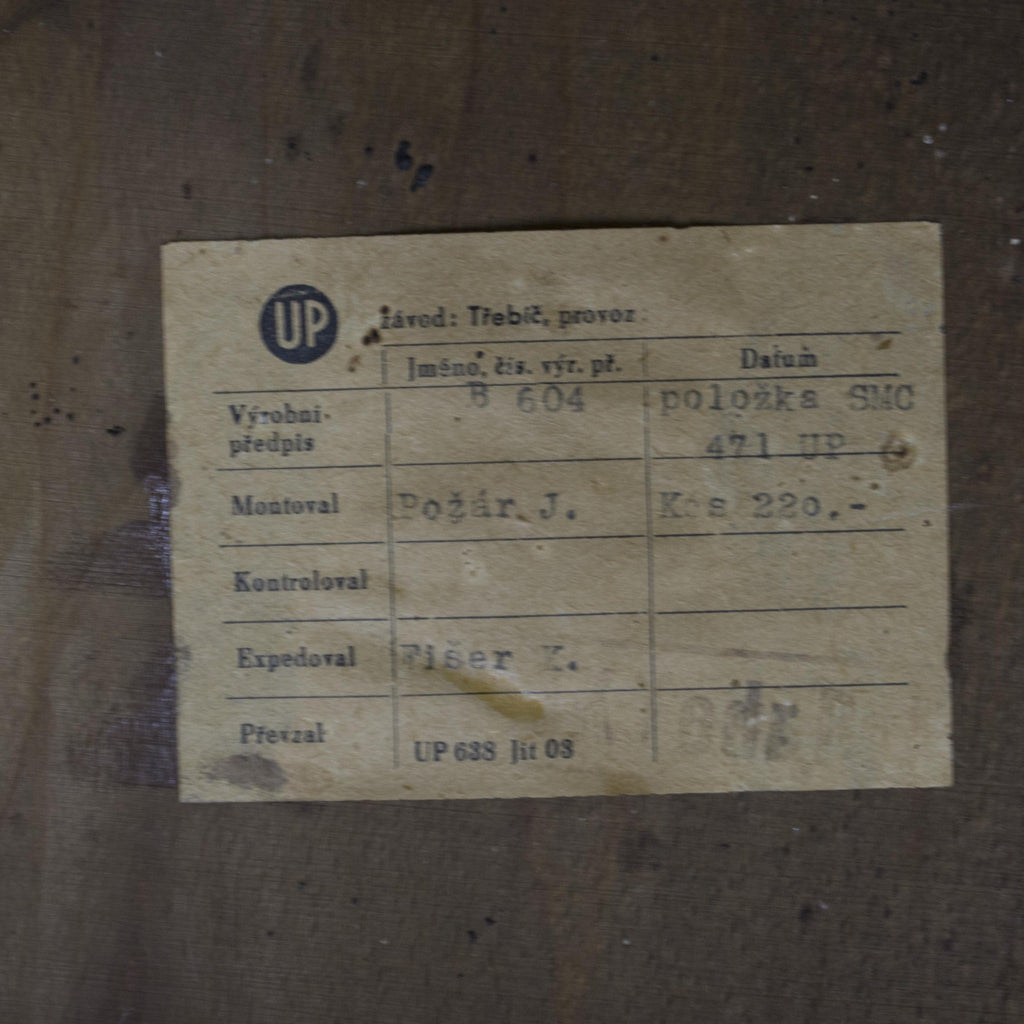 UP
závod: Třebíč, provoz
Jméno, čís. výr. př. Datum
Výrobní- B 604 položka SMC
předpis 471 UP
Montoval Požár J. Kčs 220.-
Kontroloval
Expedoval Fišer K.
Převzal
UP 638 Jit 03